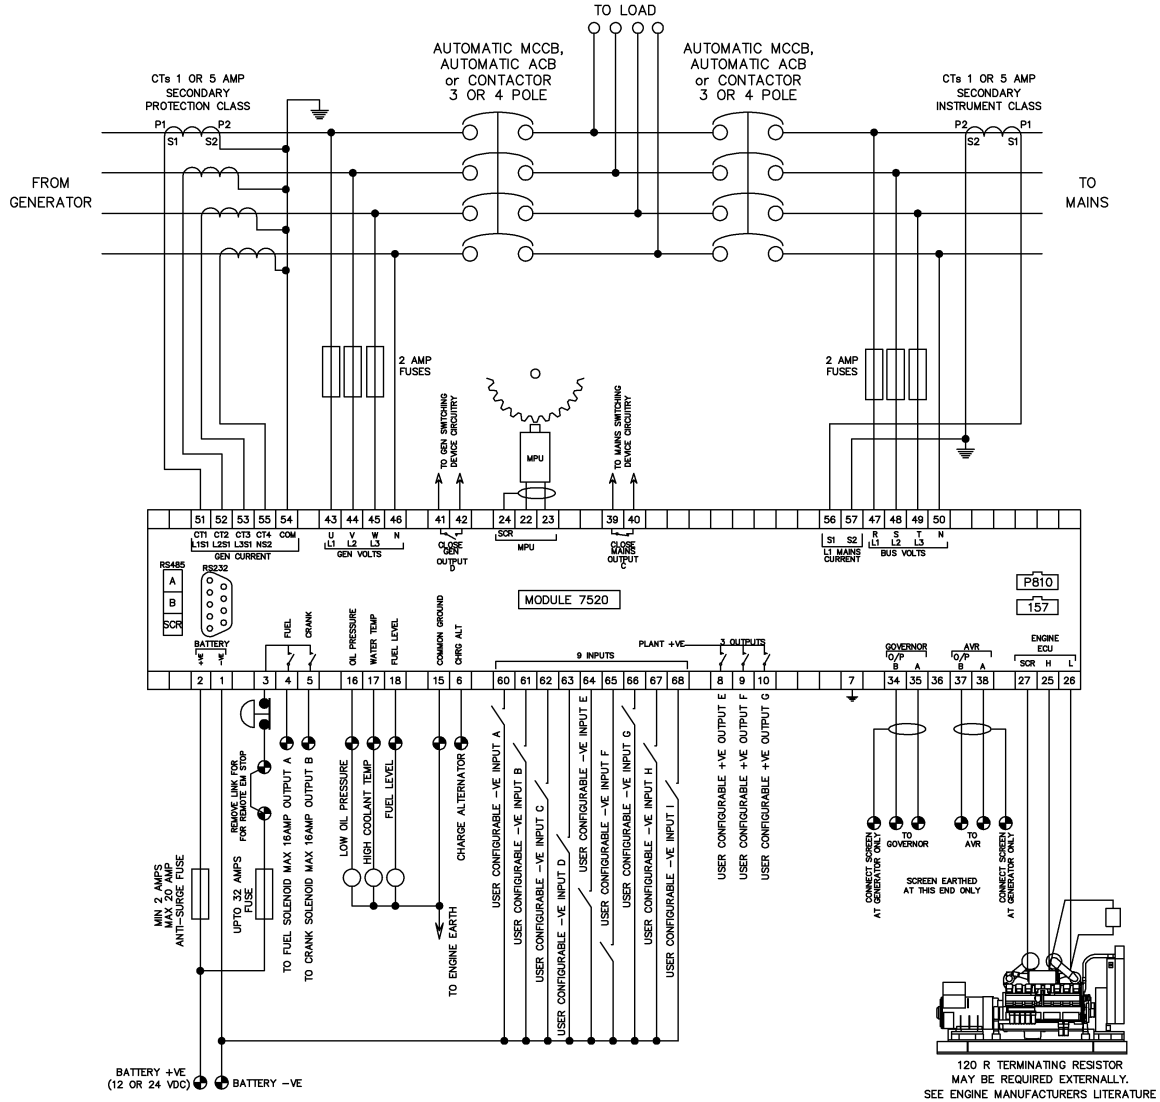 TO LOAD
AUTOMATIC MCCB,
AUTOMATIC ACB
or CONTACTOR
3 OR 4 POLE
AUTOMATIC MCCB,
AUTOMATIC ACB
or CONTACTOR
3 OR 4 POLE
CTs 1 OR 5 AMP
SECONDARY
PROTECTION CLASS
P1 P2
S1 S2
CTs 1 OR 5 AMP
SECONDARY
INSTRUMENT CLASS
P2 P1
S2 S1
FROM
GENERATOR
TO
MAINS
2 AMP
FUSES
2 AMP
FUSES
TO GEN SWITCHING
DEVICE CIRCUITRY
MPU
TO MAINS SWITCHING
DEVICE CIRCUITRY
51 52 53 55 54 43 44 45 46 41 42 24 22 23 39 40 56 57 47 48 49 50
CT1 CT2 CT3 CT4 COM
L1S1 L2S1 L3S1 NS2
GEN CURRENT
U V W N
L1 L2 L3
GEN VOLTS
CLOSE
GEN
OUTPUT
D
SCR
MPU
CLOSE
MAINS
OUTPUT
C
S1 S2
L1 MAINS
CURRENT
R S T N
L1 L2 L3
BUS VOLTS
RS485
A
B
SCR
RS232
MODULE 7520
P810
157
BATTERY
+VE
-VE
FUEL
CRANK
OIL PRESSURE
WATER TEMP
FUEL LEVEL
COMMON GROUND
CHRG ALT
9 INPUTS
PLANT +VE
3 OUTPUTS
GOVERNOR
O/P
B A
AVR
O/P
B A
ENGINE
ECU
SCR H L
2 1 3 4 5 16 17 18 15 6 60 61 62 63 64 65 66 67 68 8 9 10 7 34 35 36 37 38 27 25 26
REMOVE LINK FOR
FOR REMOTE EM STOP
MIN 2 AMPS
MAX 20 AMP
ANTI-SURGE FUSE
UPTO 32 AMPS
FUSE
TO FUEL SOLENOID MAX 16AMP OUTPUT A
TO CRANK SOLENOID MAX 16AMP OUTPUT B
LOW OIL PRESSURE
HIGH COOLANT TEMP
FUEL LEVEL
TO ENGINE EARTH
CHARGE ALTERNATOR
USER CONFIGURABLE -VE INPUT A
USER CONFIGURABLE -VE INPUT B
USER CONFIGURABLE -VE INPUT C
USER CONFIGURABLE -VE INPUT D
USER CONFIGURABLE -VE INPUT E
USER CONFIGURABLE -VE INPUT F
USER CONFIGURABLE -VE INPUT G
USER CONFIGURABLE -VE INPUT H
USER CONFIGURABLE -VE INPUT I
USER CONFIGURABLE +VE OUTPUT E
USER CONFIGURABLE +VE OUTPUT F
USER CONFIGURABLE +VE OUTPUT G
CONNECT SCREEN
AT GENERATOR ONLY
TO
GOVERNOR
TO
AVR
CONNECT SCREEN
AT GENERATOR ONLY
SCREEN EARTHED
AT THIS END ONLY
BATTERY +VE
(12 OR 24 VDC)
BATTERY -VE
120 R TERMINATING RESISTOR
MAY BE REQUIRED EXTERNALLY.
SEE ENGINE MANUFACTURERS LITERATURE